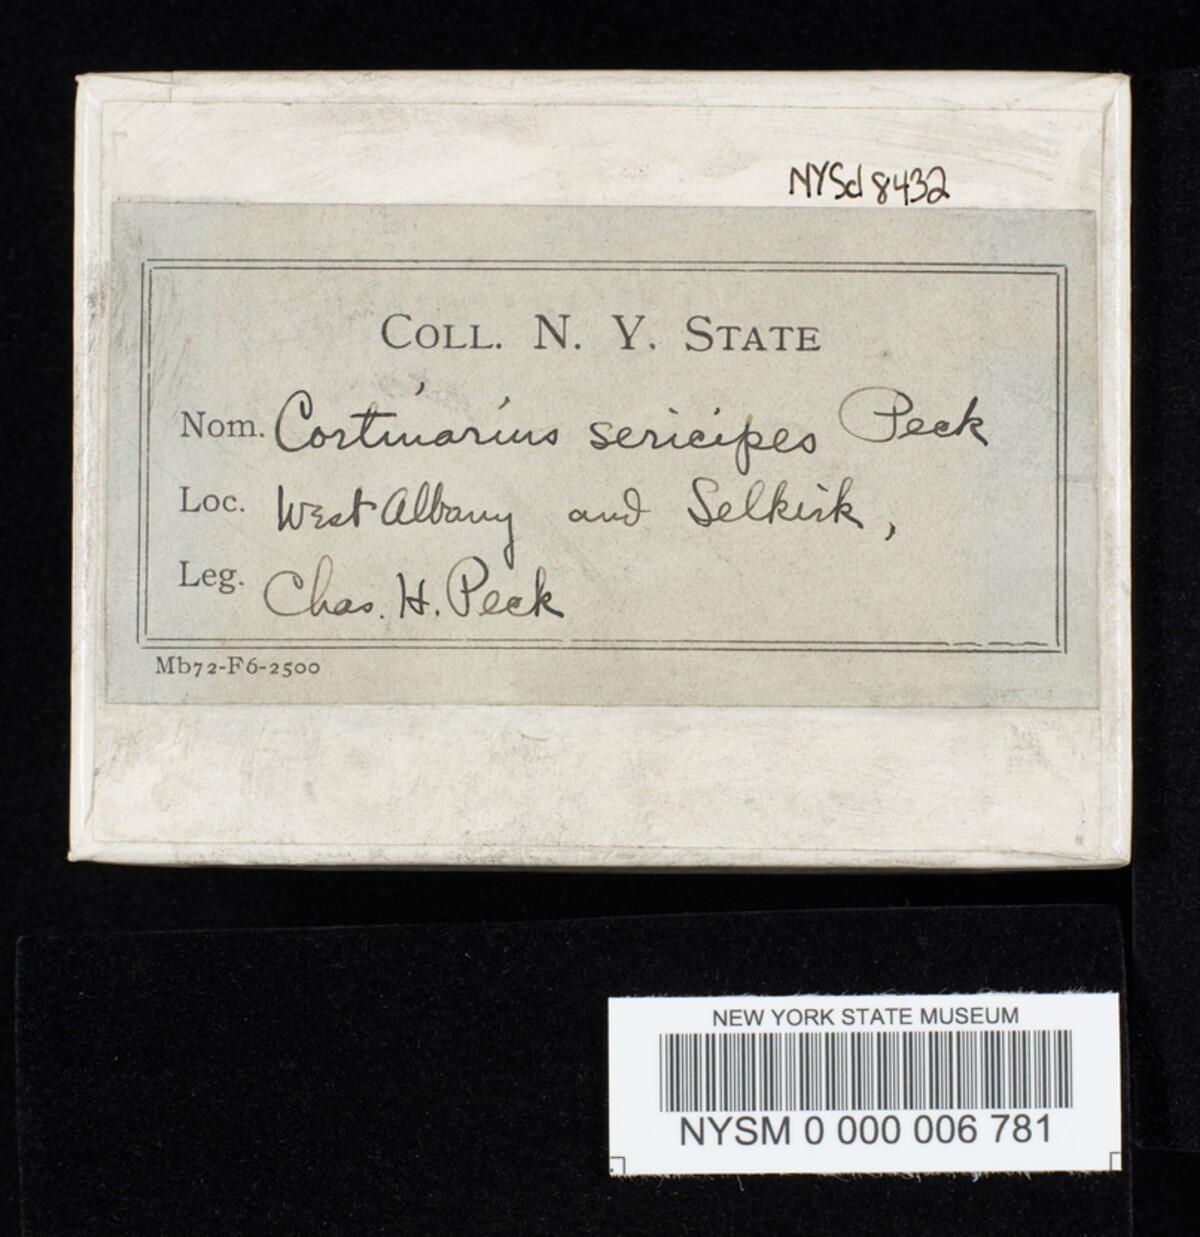 NYSd 8432
COLL. N. Y. STATE
Nom. Cortinarius sericipes Peck
Loc. West Albany and Selkirk,
Leg. Chas. H. Peck
Mb72-F6-2500
NEW YORK STATE MUSEUM
NYSM 0 000 006 781